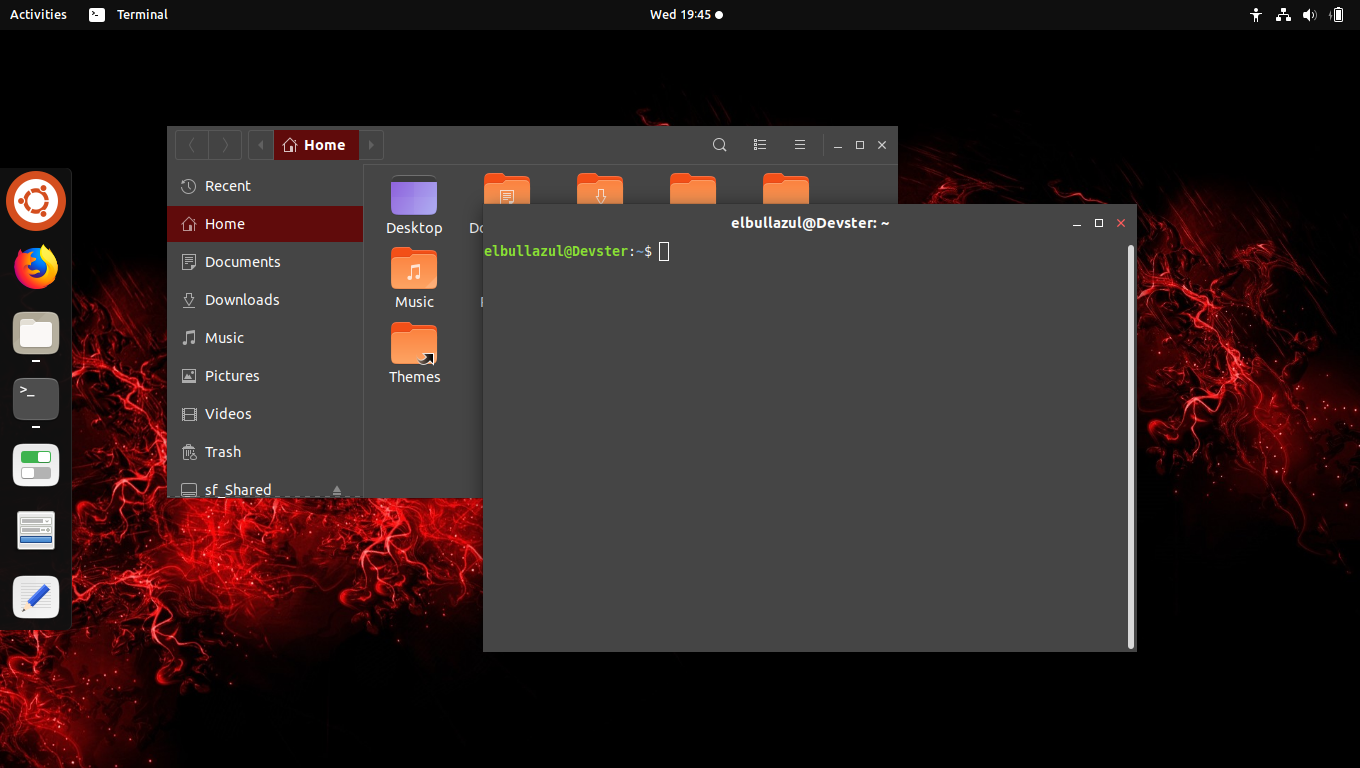 Activities
Terminal
Wed 19:45
Home
Recent
Home
Documents
Downloads
Music
Pictures
Videos
Trash
sf_Shared
Desktop
Do
Music
Themes
elbullazul@Devster: ~
elbullazul@Devster:~$
>_